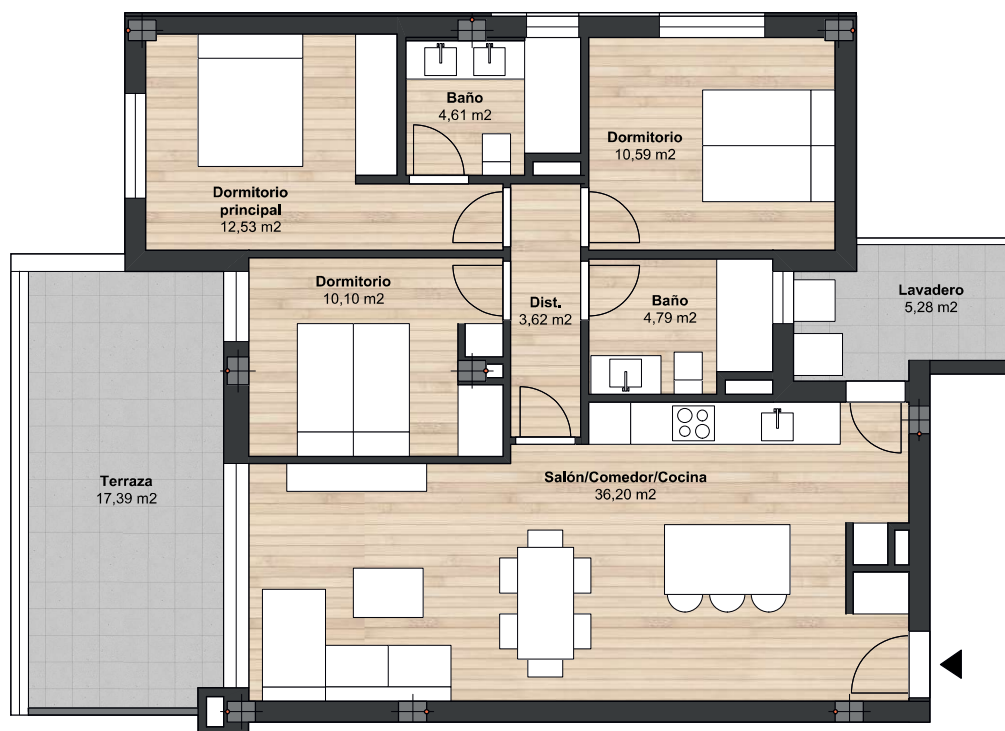 Baño
4,61 m2
Dormitorio
10,59 m2
Dormitorio
principal
12,53 m2
Dormitorio
10,10 m2
Dist.
3,62 m2
Baño
4,79 m2
Lavadero
5,28 m2
Terraza
17,39 m2
Salón/Comedor/Cocina
36,20 m2